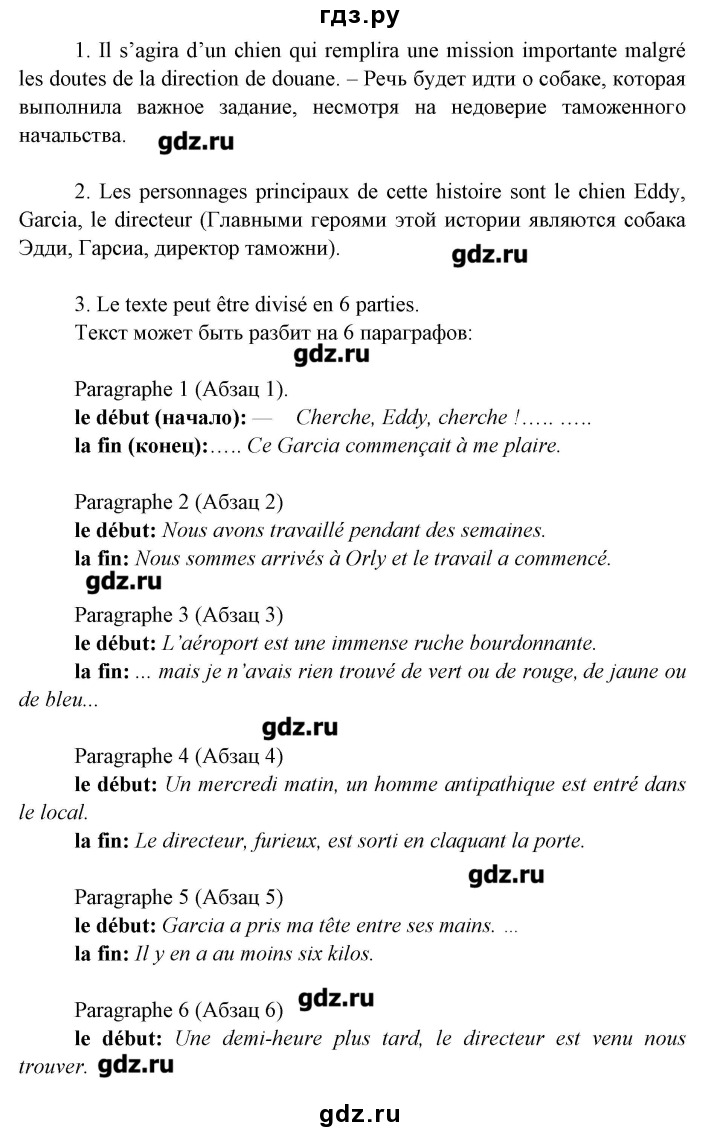 гдз.ру
1. Il s’agira d’un chien qui remplira une mission importante malgré
les doutes de la direction de douane. – Речь будет идти о собаке, которая
выполнила важное задание, несмотря на недоверие таможенного
начальства. gdz.ru
2. Les personnages principaux de cette histoire sont le chien Eddy,
Garcia, le directeur (Главными героями этой истории являются собака
Эдди, Гарсиа, директор таможни).
gdz.ru
3. Le texte peut être divisé en 6 parties.
Текст может быть разбит на 6 параграфов:
gdz.ru
Paragraphe 1 (Абзац 1).
le début (начало): — Cherche, Eddy, cherche !….. …..
la fin (конец):….. Ce Garcia commençait à me plaire.
Paragraphe 2 (Абзац 2)
le début: Nous avons travaillé pendant des semaines.
la fin: Nous sommes arrivés à Orly et le travail a commencé.
gdz.ru
Paragraphe 3 (Абзац 3)
le début: L’aéroport est une immense ruche bourdonnante.
la fin: ... mais je n’avais rien trouvé de vert ou de rouge, de jaune ou
de bleu...
gdz.ru
Paragraphe 4 (Абзац 4)
le début: Un mercredi matin, un homme antipathique est entré dans
le local.
la fin: Le directeur, furieux, est sorti en claquant la porte.
gdz.ru
Paragraphe 5 (Абзац 5)
le début: Garcia a pris ma tête entre ses mains. …
la fin: Il y en a au moins six kilos.
gdz.ru
Paragraphe 6 (Абзац 6)
le début: Une demi-heure plus tard, le directeur est venu nous
trouver. gdz.ru
gdz.ru